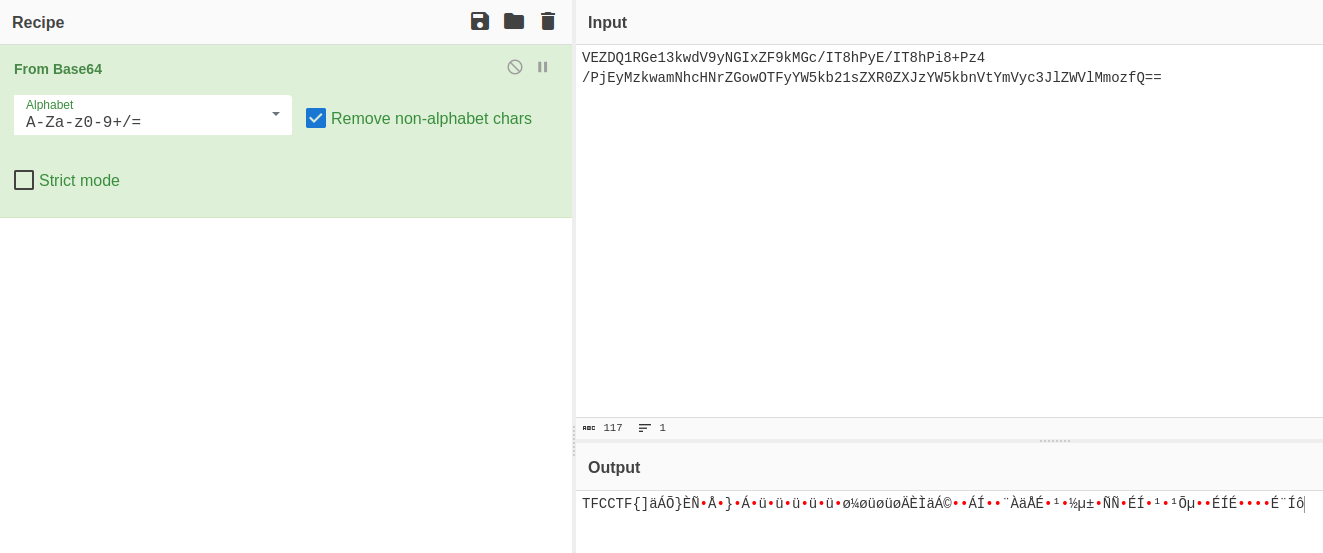 Recipe
From Base64
Alphabet
A-Za-z0-9+/=
Remove non-alphabet chars
Strict mode
Input
VEZDQ1RGe13kwdV9yNGIxZF9kMGc/IT8hPyE/IT8hPi8+Pz4
/PjEyMzkwamNhcHNrZGowOTFyYW5kb21sZXR0ZXJzYW5kbnVtYmVyc3JlZWVlMmozfQ==
ABC 117
1
Output
TFCCTF{]äÁÕ}ÈÑ•Å•}•Á•ü•ü•ü•ü•ü•ø¼øüøüøÄÈÌäÁ©••ÁÍ••¨ÀäÅÉ•¹•½µ±•ÑÑ•ÉÍ•¹•¹Õµ••ÉÍÉ••••É¨Íô